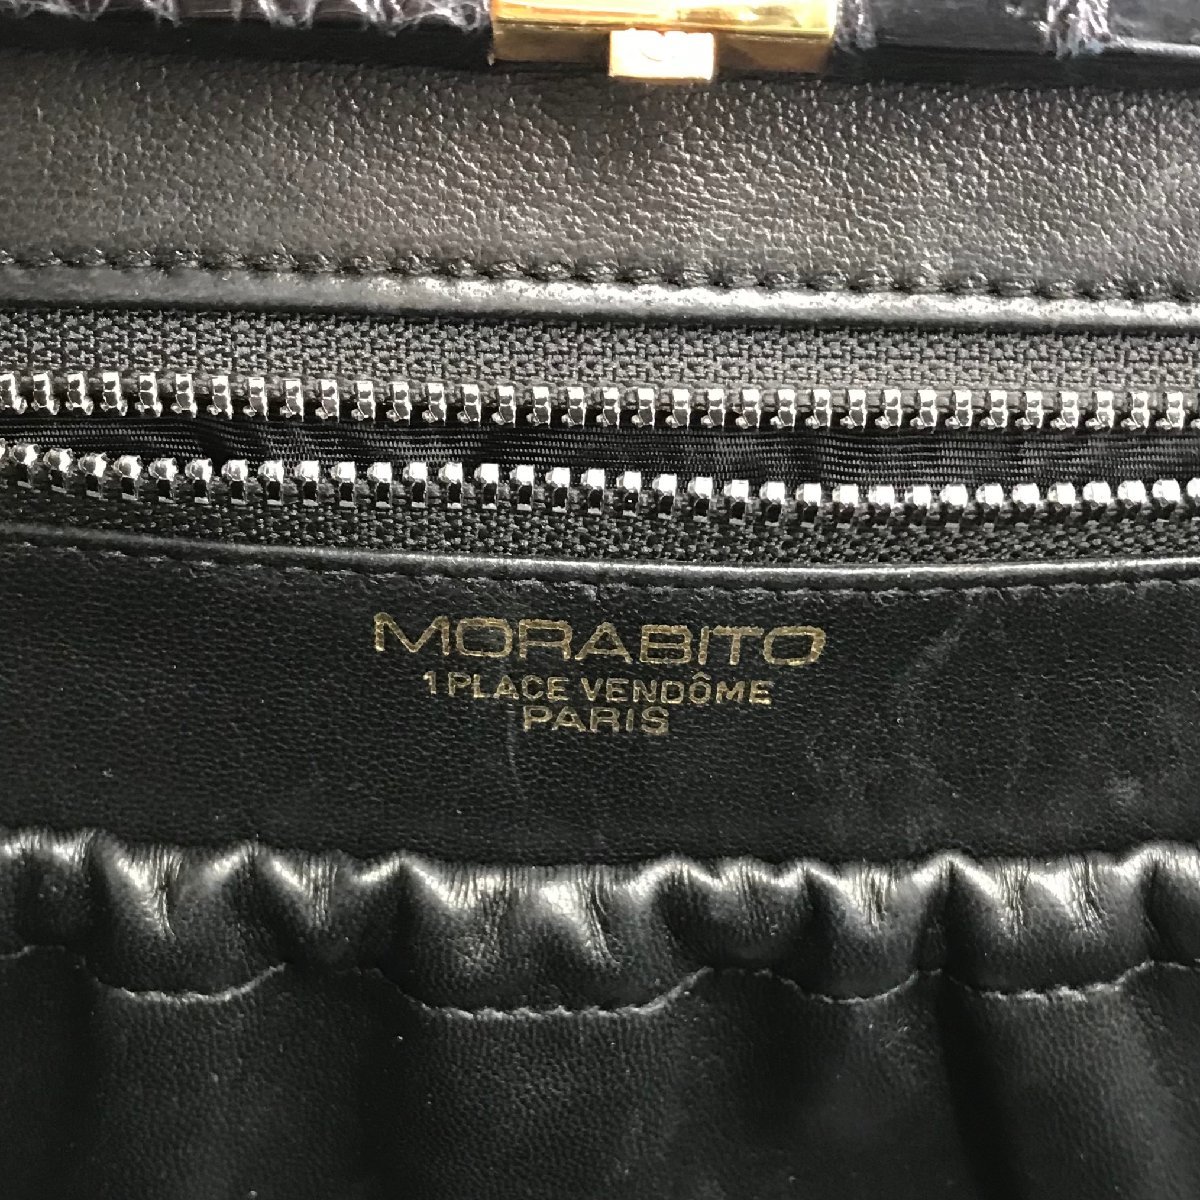 MORABITO
1 PLACE VENDÔME
PARIS